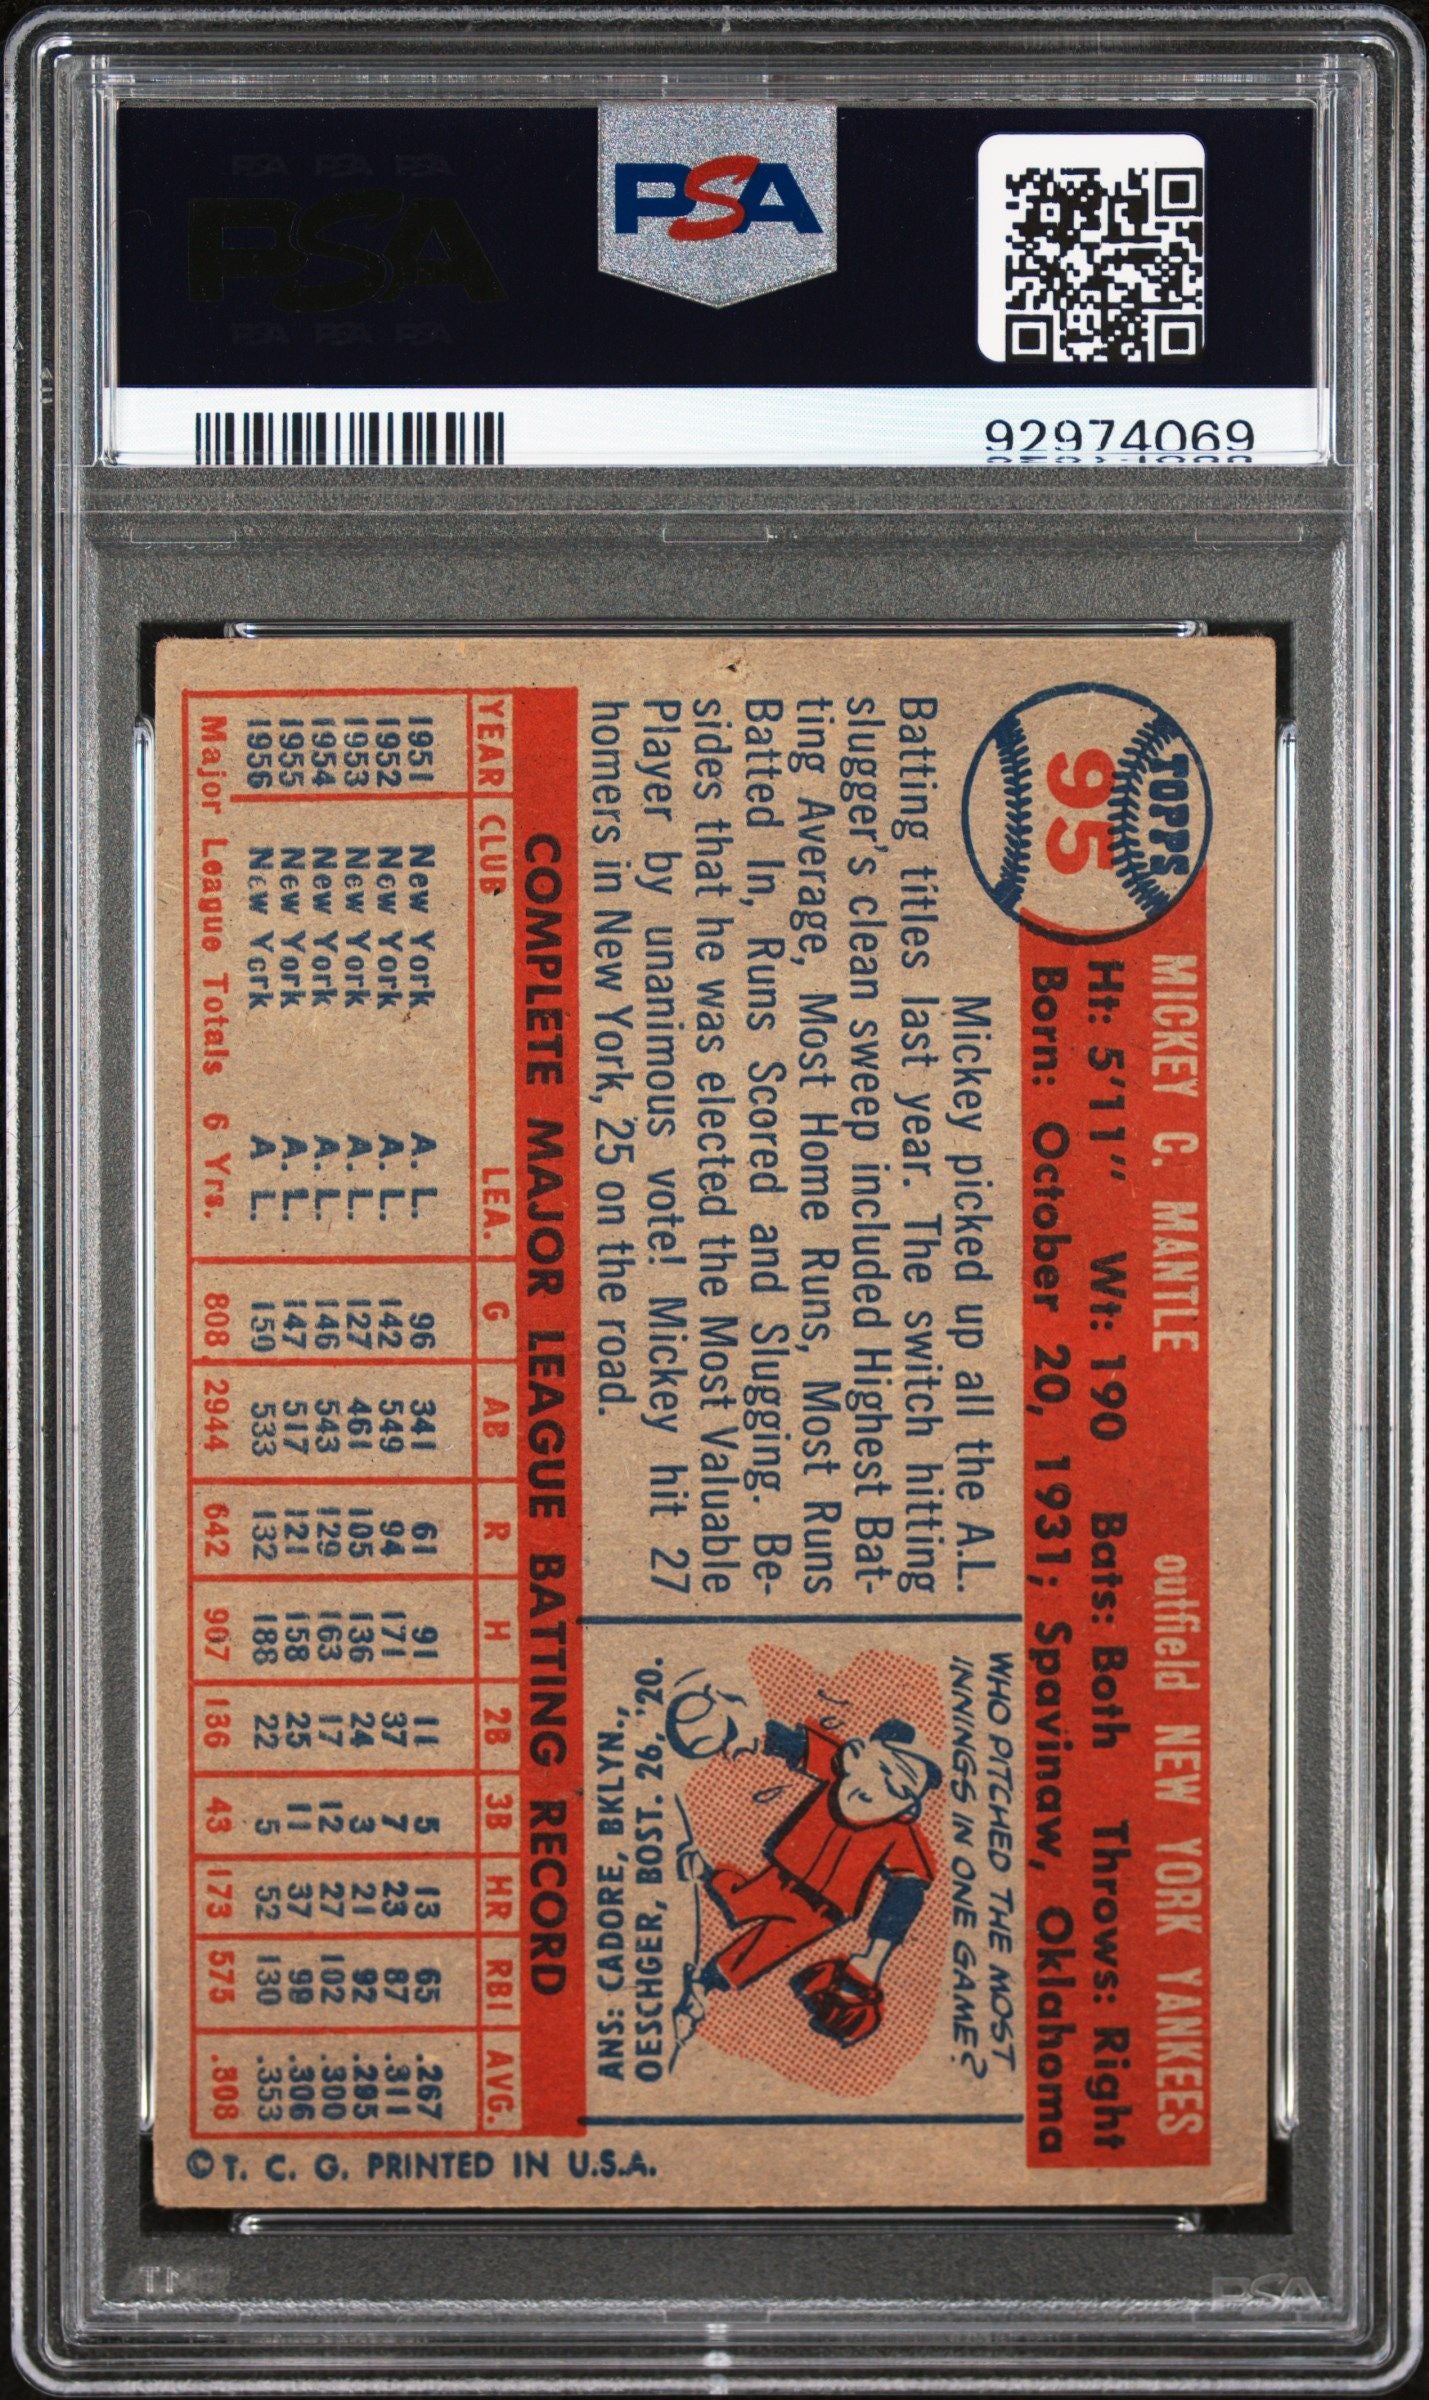 PSA PSA PSA
PSA
PSA PSA PSA
PSA
92974069
TOPPS
95
MICKEY C. MANTLE outfield NEW YORK YANKEES
Ht: 5'11" Wt: 190 Bats: Both Throws: Right
Born: October 20, 1931; Spavinaw, Oklahoma
Mickey picked up all the A.L.
Batting titles last year. The switch hitting
slugger's clean sweep included Highest Bat-
ting Average, Most Home Runs, Most Runs
Batted In, Runs Scored and Slugging. Be-
sides that he was elected the Most Valuable
Player by unanimous vote! Mickey hit 27
homers in New York, 25 on the road.
WHO PITCHED THE MOST
INNINGS IN ONE GAME?
ANS: CADORE, BKLYN.,
OESCHGER, BOST. 26, '20.
COMPLETE MAJOR LEAGUE BATTING RECORD
YEAR CLUB LEA. G AB R H 2B 3B HR RBI AVG.
1951 New York A. L. 96 341 61 91 11 5 13 65 .267
1952 New York A. L. 142 549 94 171 37 7 23 87 .311
1953 New York A. L. 127 461 105 136 24 3 21 92 .295
1954 New York A. L. 146 543 129 163 17 12 27 102 .300
1955 New York A. L. 147 517 121 158 25 11 37 99 .306
1956 New York A L. 150 533 132 188 22 5 52 130 .353
Major League Totals 6 Yrs. 808 2944 642 907 136 43 173 575 .308
© T. C. G. PRINTED IN U.S.A.
PSA